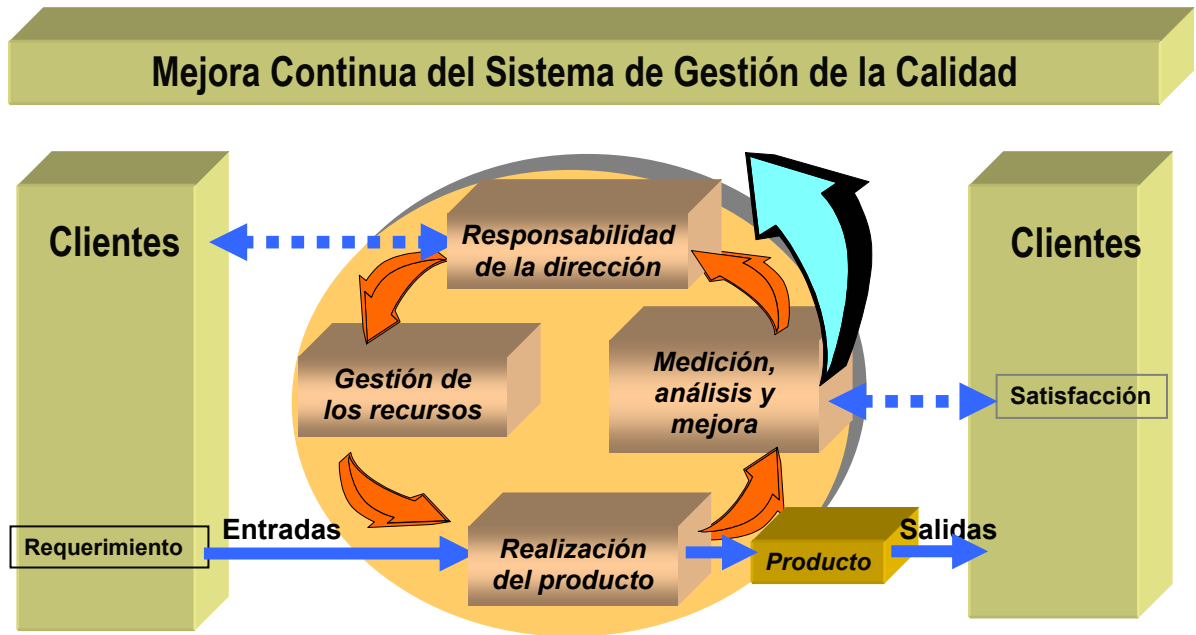 Mejora Continua del Sistema de Gestión de la Calidad
Clientes
Responsabilidad
de la dirección
Clientes
Gestión de
los recursos
Medición,
análisis y
mejora
Satisfacción
Requerimiento
Entradas
Realización
del producto
Producto
Salidas